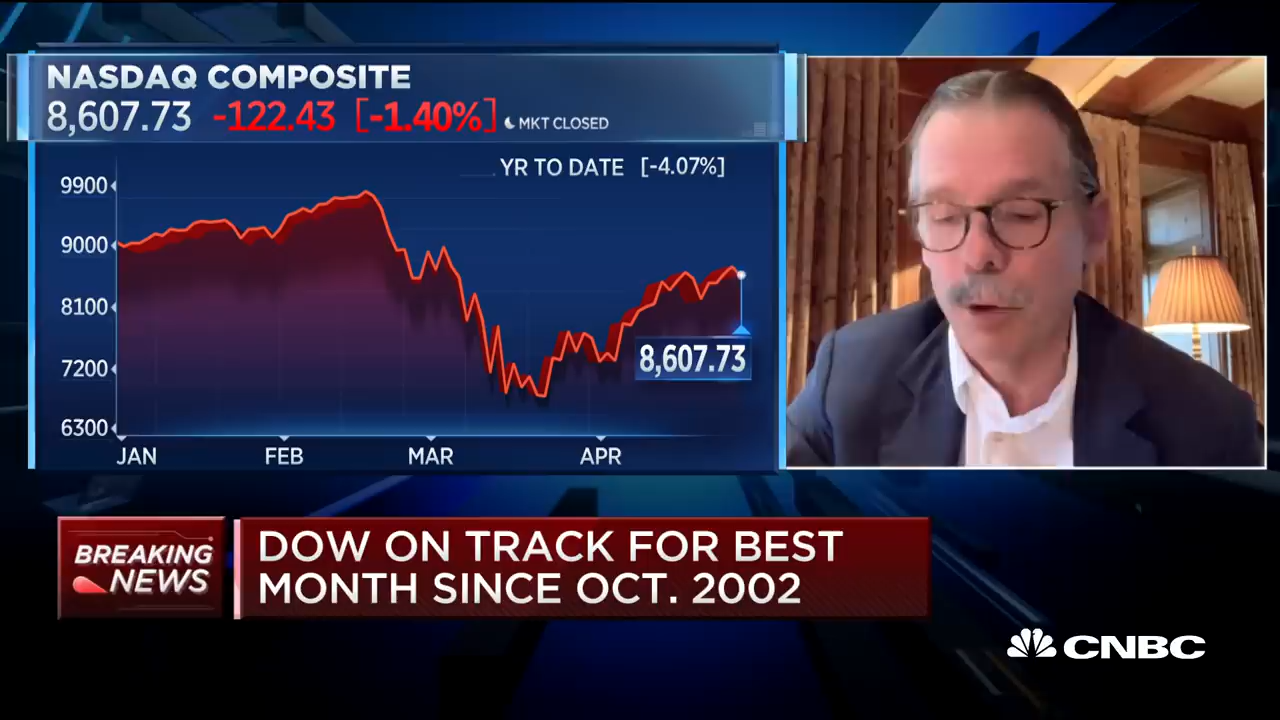 NASDAQ COMPOSITE
8,607.73 -122.43 [-1.40%] MKT CLOSED
YR TO DATE [-4.07%]
9900
9000
8100
7200
6300
8,607.73
JAN FEB MAR APR
BREAKING
NEWS
DOW ON TRACK FOR BEST
MONTH SINCE OCT. 2002
CNBC